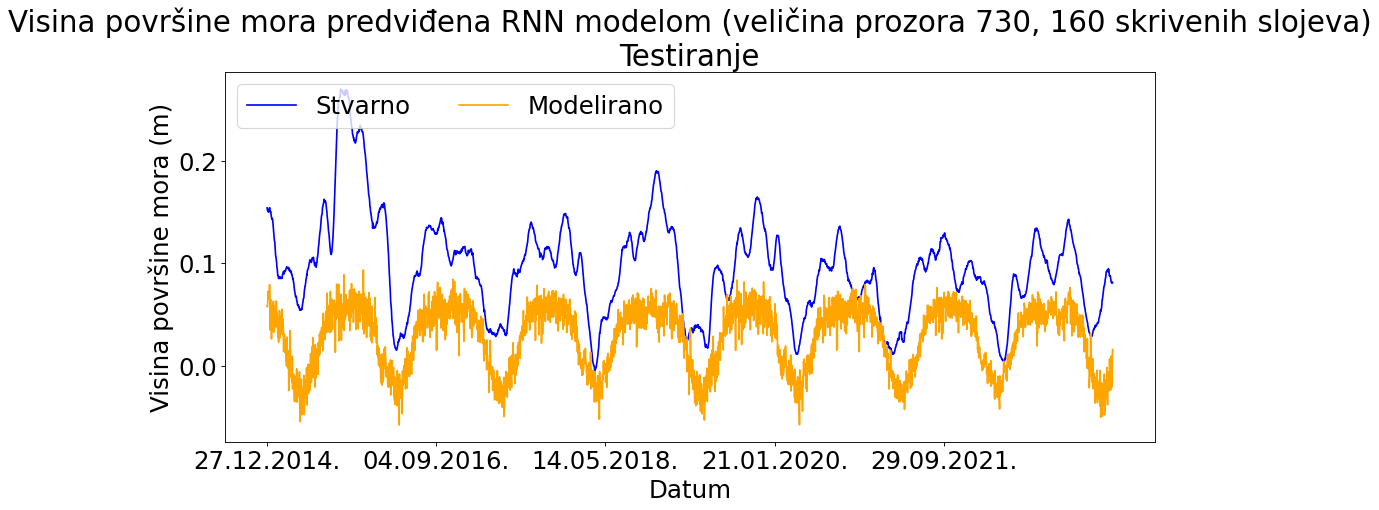 Visina površine mora predviđena RNN modelom (veličina prozora 730, 160 skrivenih slojeva)
Testiranje
Stvarno
Modelirano
Visina površine mora (m)
0.2
0.1
0.0
27.12.2014.
04.09.2016.
14.05.2018.
21.01.2020.
29.09.2021.
Datum